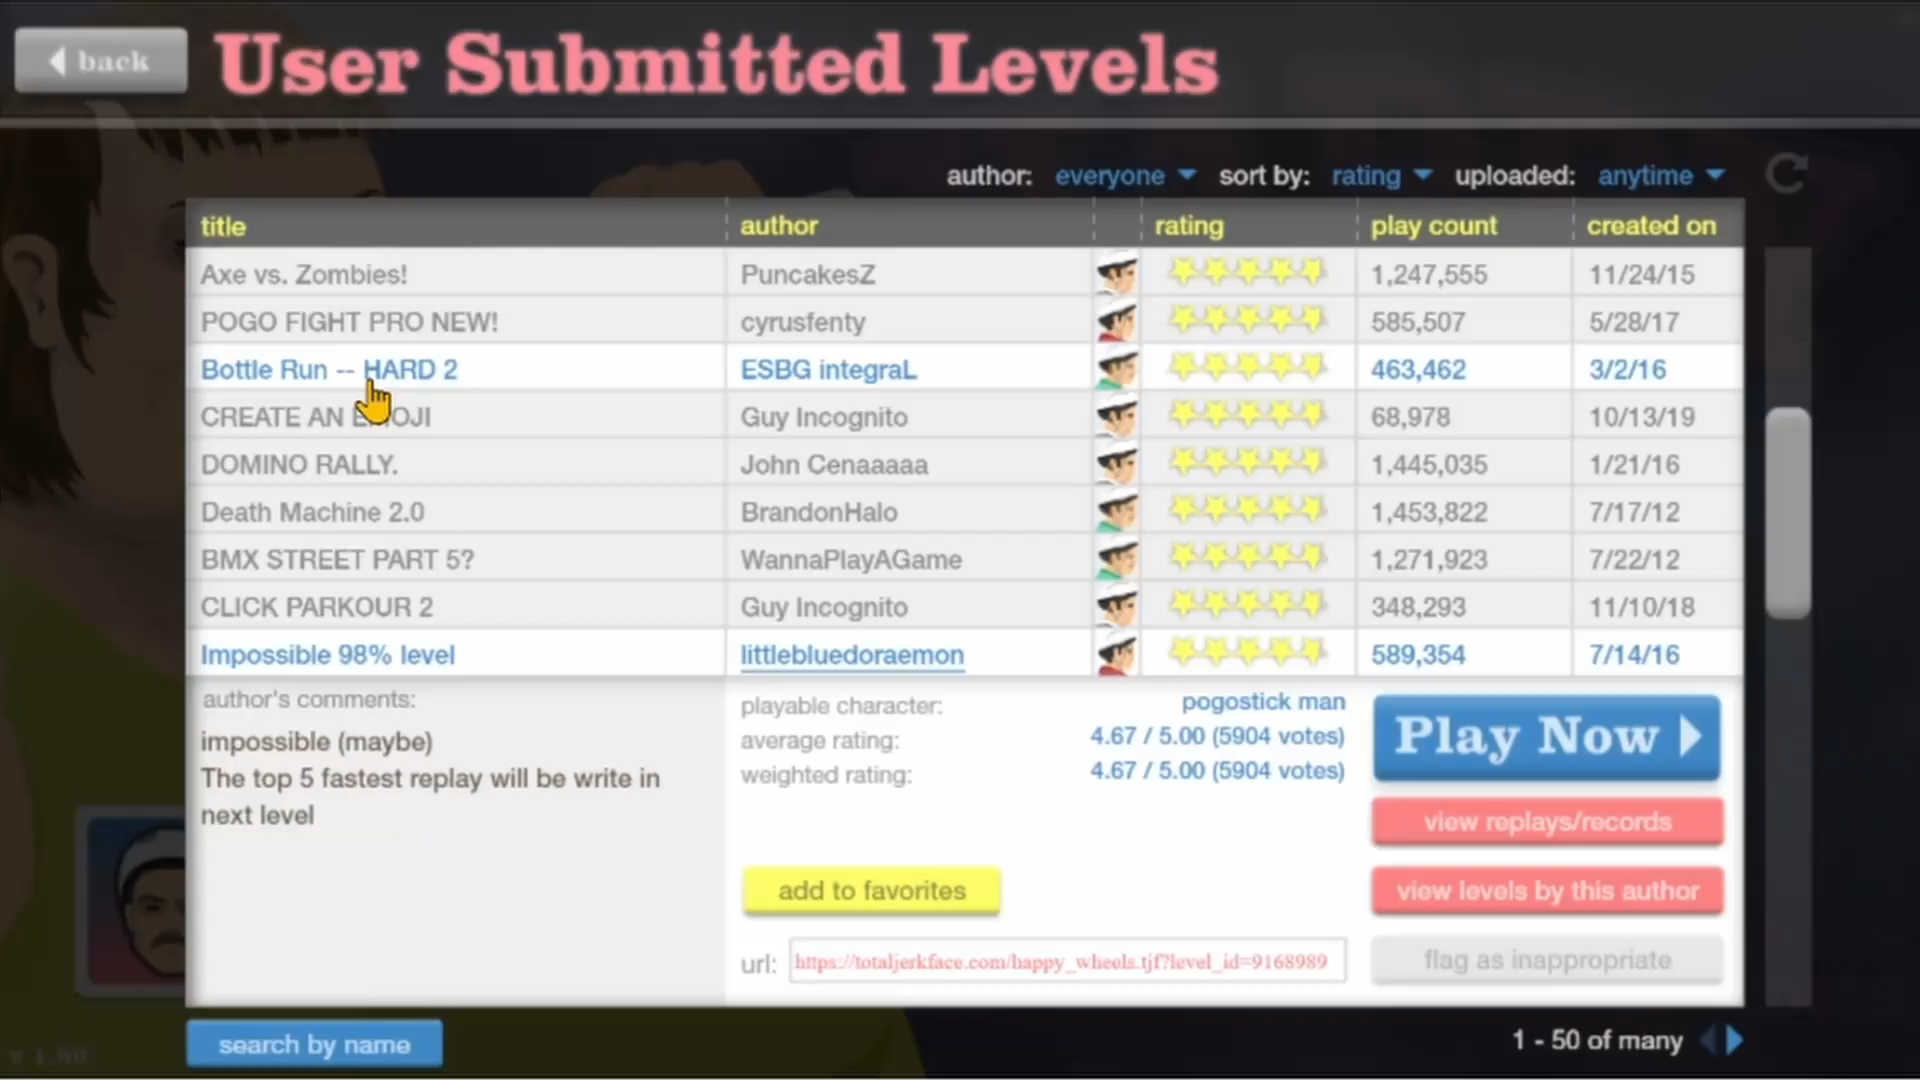 back
User Submitted Levels
author: everyone sort by: rating uploaded: anytime
title author rating play count created on
Axe vs. Zombies! PuncakesZ 1,247,555 11/24/15
POGO FIGHT PRO NEW! cyrusfenty 585,507 5/28/17
Bottle Run -- HARD 2 ESBG integraL 463,462 3/2/16
CREATE AN E OJI Guy Incognito 68,978 10/13/19
DOMINO RALLY. John Cenaaaaa 1,445,035 1/21/16
Death Machine 2.0 BrandonHalo 1,453,822 7/17/12
BMX STREET PART 5? WannaPlayAGame 1,271,923 7/22/12
CLICK PARKOUR 2 Guy Incognito 348,293 11/10/18
Impossible 98% level littlebluedoraemon 589,354 7/14/16
author's comments:
impossible (maybe)
The top 5 fastest replay will be write in
next level
playable character: pogostick man
average rating: 4.67 / 5.00 (5904 votes)
weighted rating: 4.67 / 5.00 (5904 votes)
add to favorites
url: https://totaljerkface.com/happy_wheels.tjf?level_id=9168989
Play Now
view replays/records
view levels by this author
flag as inappropriate
search by name
1 - 50 of many
v 1.86